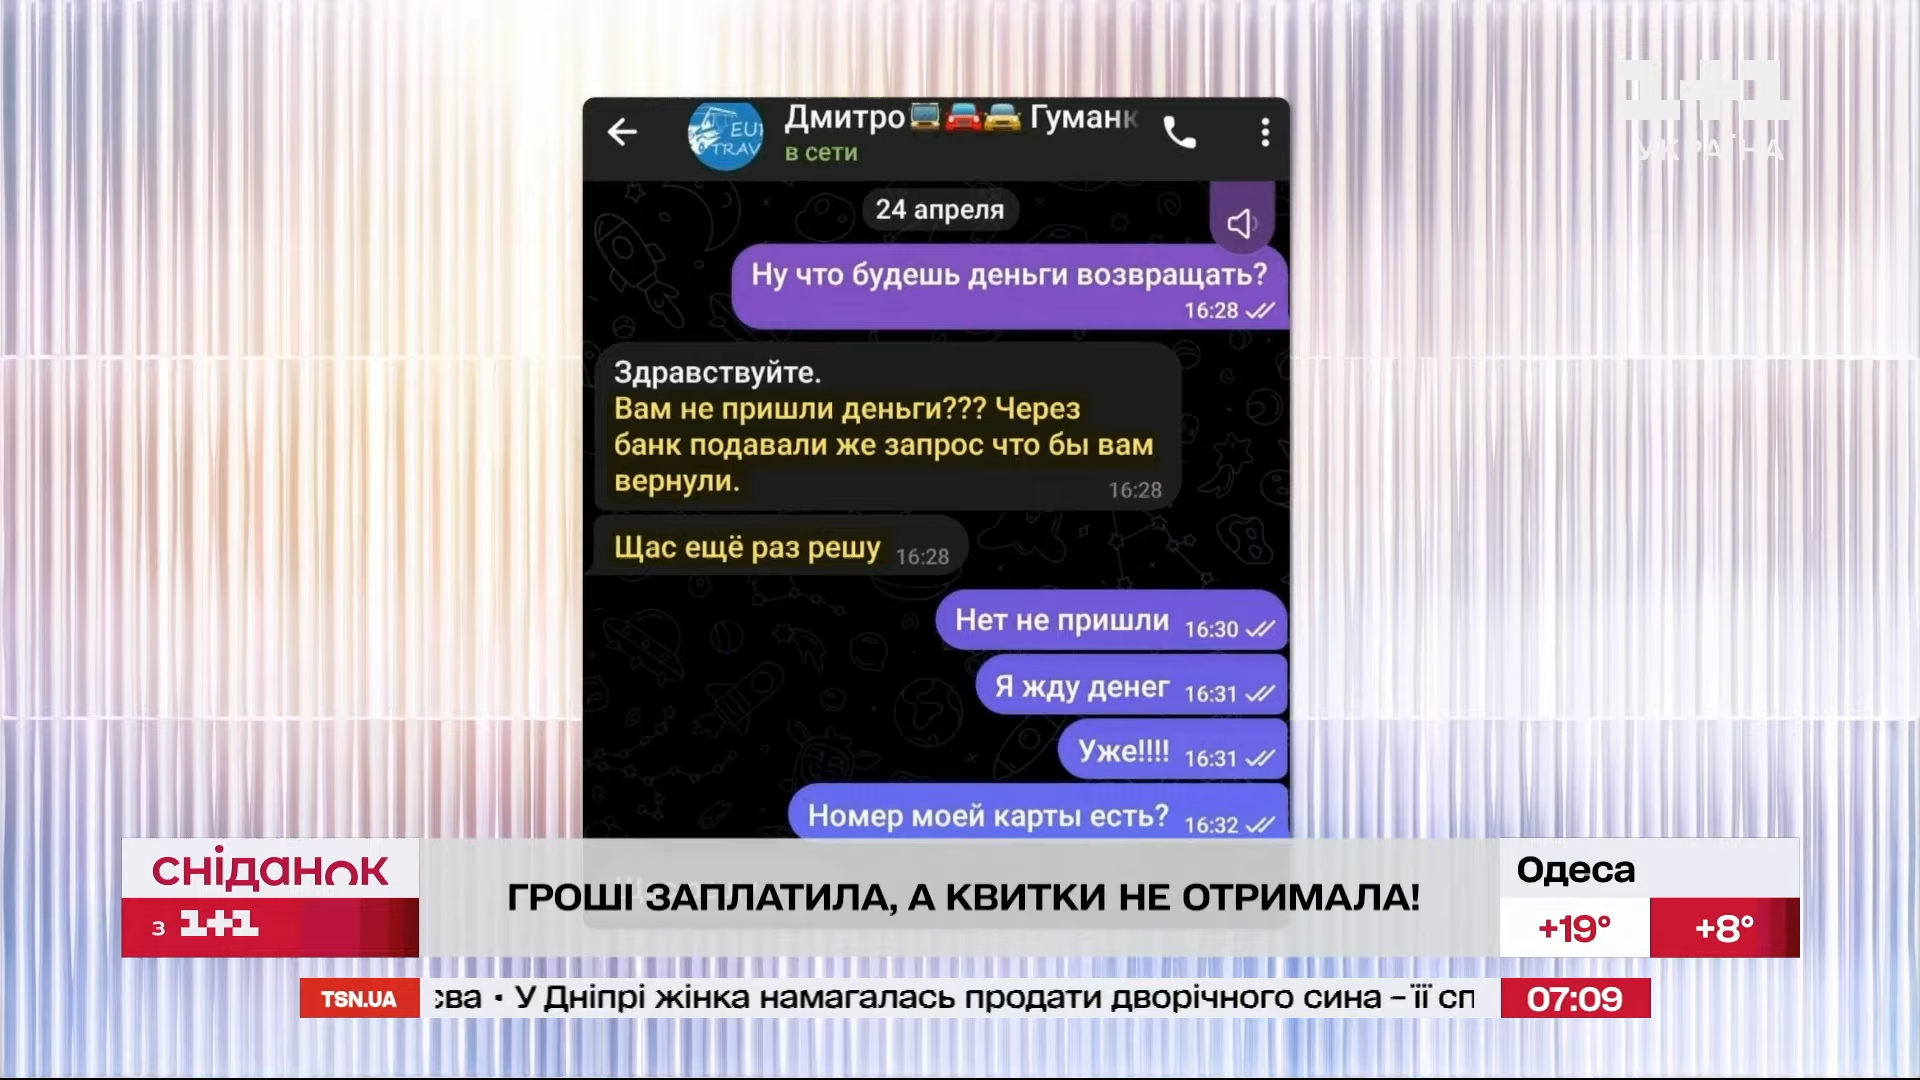 1+1
УКРАЇНА
EU
TRAV
Дмитро🚍🚘🚖 Гуманк
в сети
24 апреля
Ну что будешь деньги возвращать?
16:28
Здравствуйте.
Вам не пришли деньги??? Через
банк подавали же запрос что бы вам
вернули.
16:28
Щас ещё раз решу 16:28
Нет не пришли 16:30
Я жду денег 16:31
Уже!!!! 16:31
Номер моей карты есть? 16:32
СНІДАНОК
з 1+1
ГРОШІ ЗАПЛАТИЛА, А КВИТКИ НЕ ОТРИМАЛА!
Одеса
+19° +8°
TSN.UA єва • У Дніпрі жінка намагалась продати дворічного сина – її сп 07:09